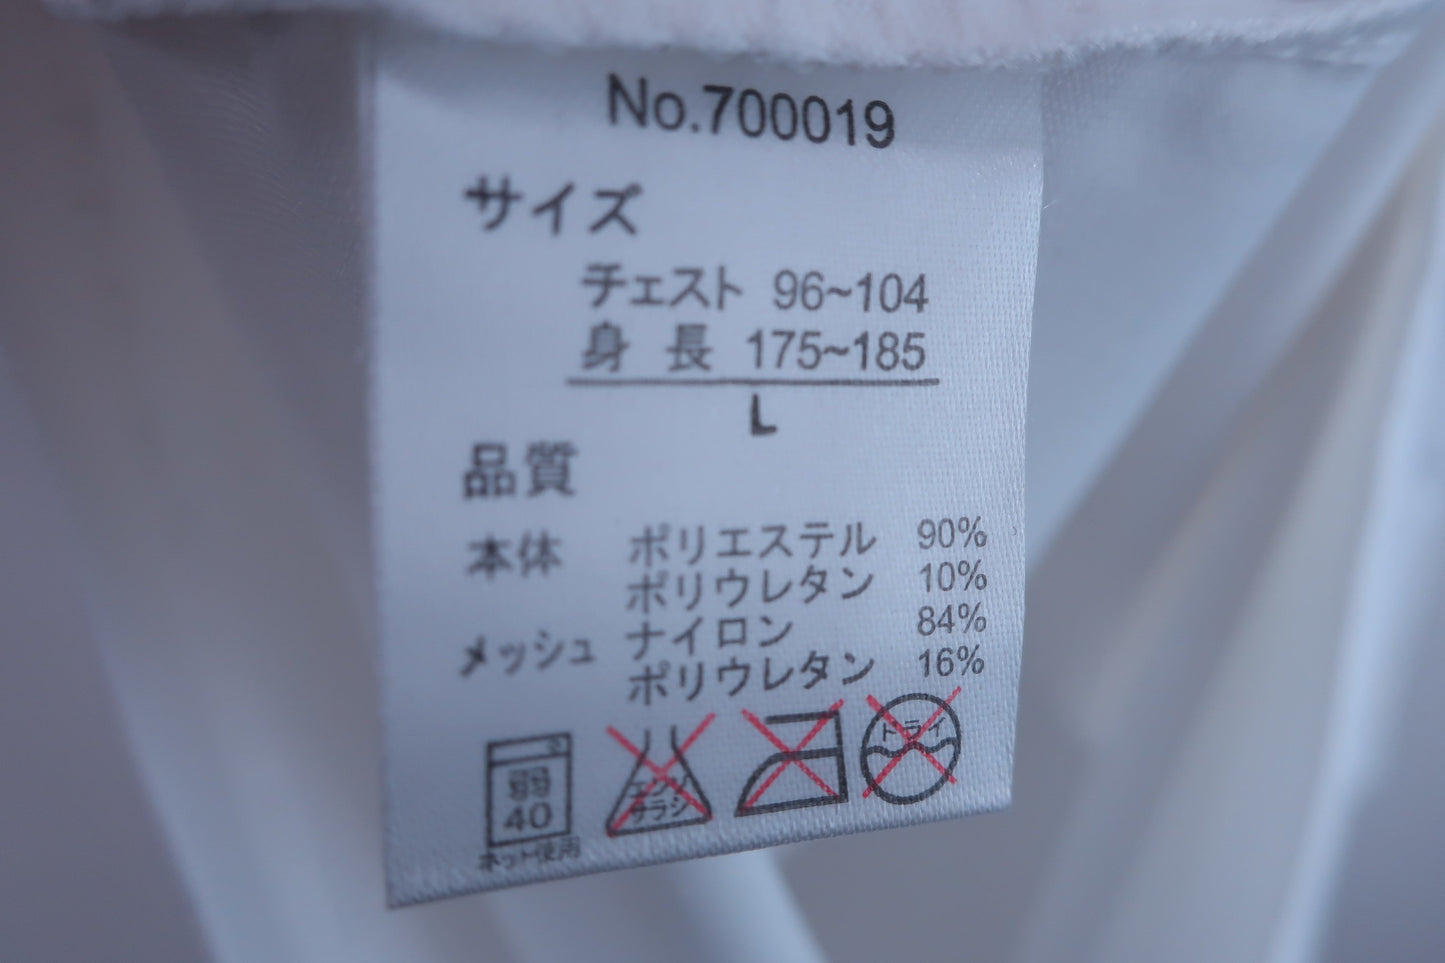 No.700019
サイズ
チェスト 96~104
身 長 175~185
L
品質
本体 ポリエステル 90%
ポリウレタン 10%
メッシュ ナイロン 84%
ポリウレタン 16%
弱
40
ネット使用
エンソ
サラシ
ドライ